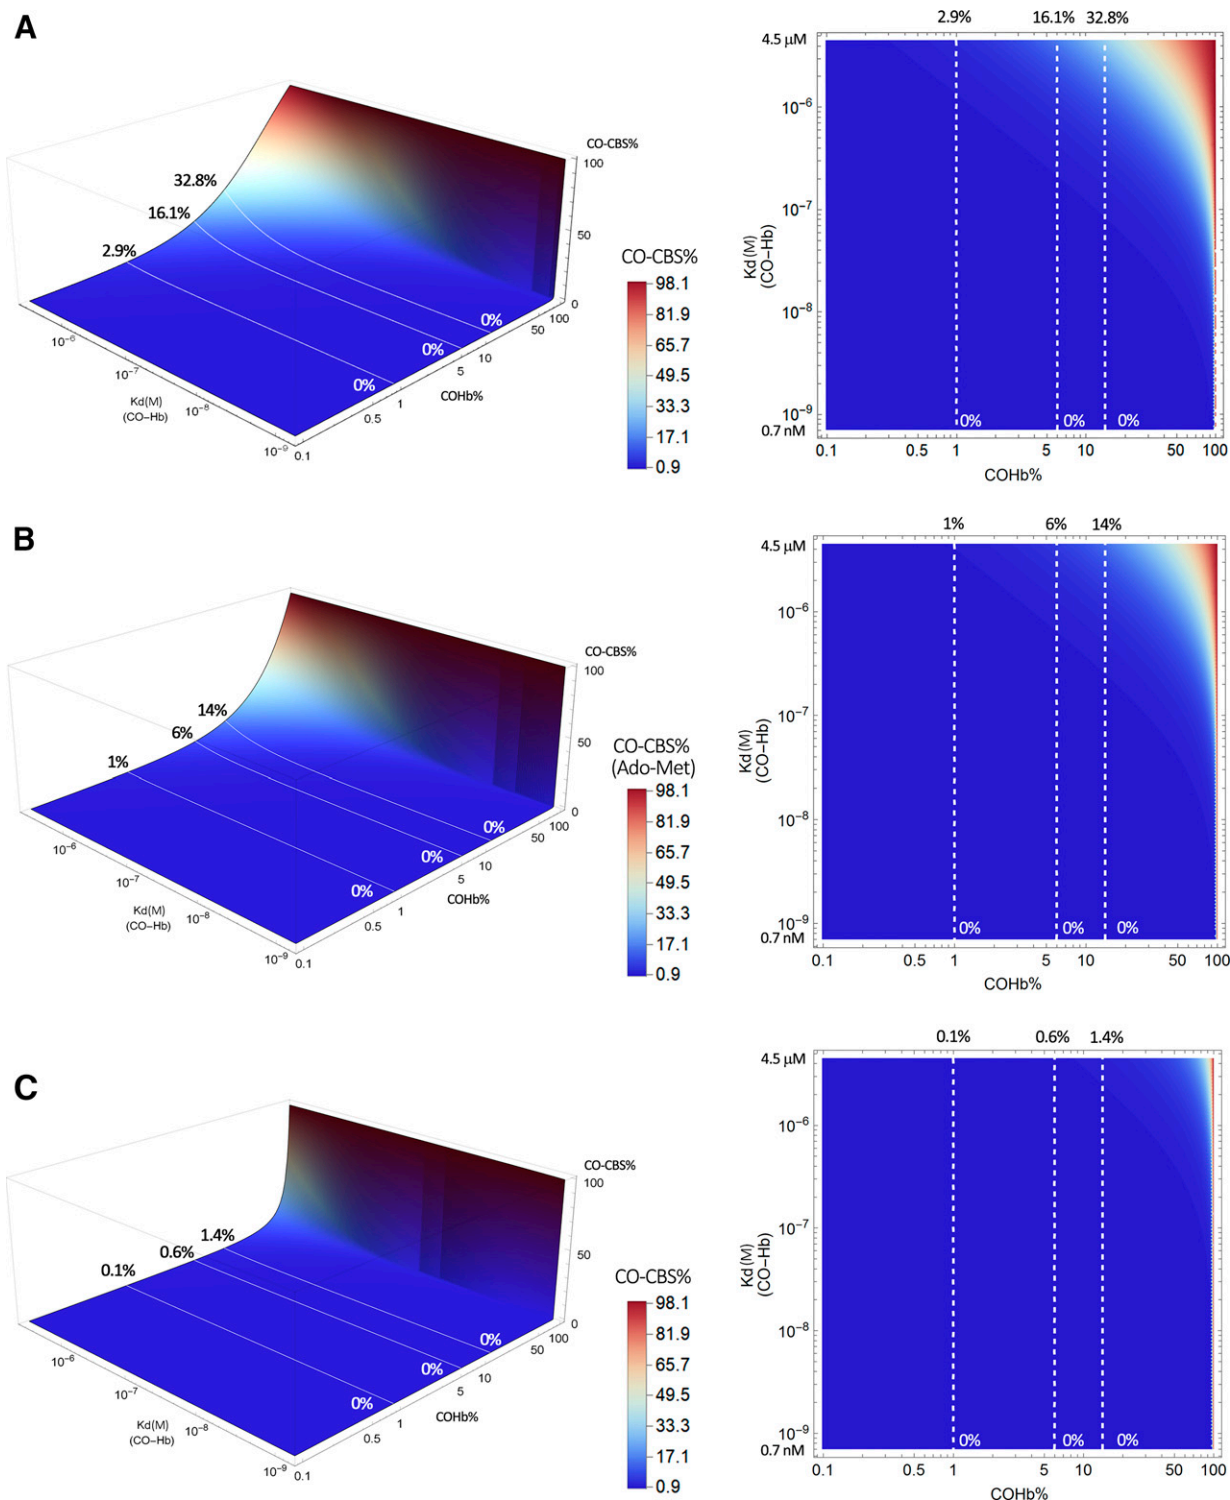 A
CO-CBS%
100
50
0
32.8%
16.1%
2.9%
0%
0%
0%
10⁻⁶
10⁻⁷
10⁻⁸
10⁻⁹
Kd(M)
(CO–Hb)
0.1
0.5
1
5
10
50
100
COHb%
CO-CBS%
98.1
81.9
65.7
49.5
33.3
17.1
0.9
2.9% 16.1% 32.8%
4.5 µM
10⁻⁶
10⁻⁷
10⁻⁸
10⁻⁹
0.7 nM
Kd(M)
(CO–Hb)
0% 0% 0%
0.1 0.5 1 5 10 50 100
COHb%
B
CO-CBS%
100
50
0
14%
6%
1%
0%
0%
0%
10⁻⁶
10⁻⁷
10⁻⁸
10⁻⁹
Kd(M)
(CO–Hb)
0.1
0.5
1
5
10
50
100
COHb%
CO-CBS%
(Ado-Met)
98.1
81.9
65.7
49.5
33.3
17.1
0.9
1% 6% 14%
4.5 µM
10⁻⁶
10⁻⁷
10⁻⁸
10⁻⁹
0.7 nM
Kd(M)
(CO–Hb)
0% 0% 0%
0.1 0.5 1 5 10 50 100
COHb%
C
CO-CBS%
100
50
0
1.4%
0.6%
0.1%
0%
0%
0%
10⁻⁶
10⁻⁷
10⁻⁸
10⁻⁹
Kd(M)
(CO–Hb)
0.1
0.5
1
5
10
50
100
COHb%
CO-CBS%
98.1
81.9
65.7
49.5
33.3
17.1
0.9
0.1% 0.6% 1.4%
4.5 µM
10⁻⁶
10⁻⁷
10⁻⁸
10⁻⁹
0.7 nM
Kd(M)
(CO–Hb)
0% 0% 0%
0.1 0.5 1 5 10 50 100
COHb%